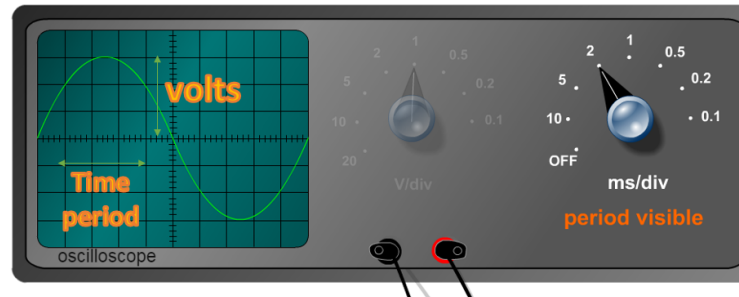 volts
Time
period
oscilloscope
1
2
0.5
5
0.2
10
0.1
20
V/div
1
2
0.5
5
0.2
10
0.1
OFF
ms/div
period visible